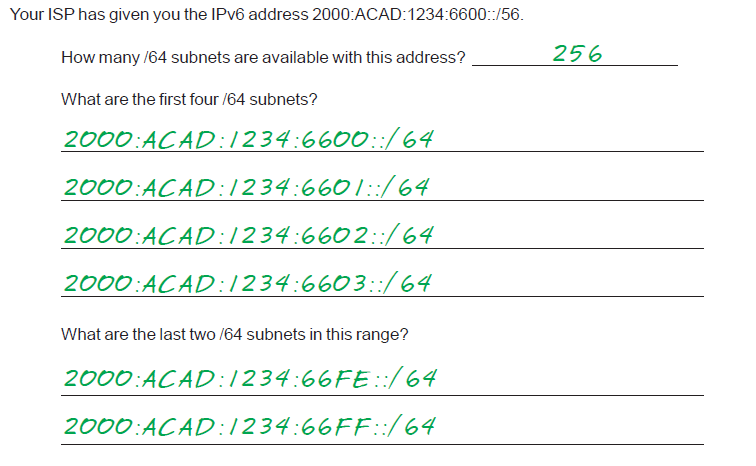 Your ISP has given you the IPv6 address 2000:ACAD:1234:6600::/56.
How many /64 subnets are available with this address? 256
What are the first four /64 subnets?
2000:ACAD:1234:6600::/64
2000:ACAD:1234:6601::/64
2000:ACAD:1234:6602::/64
2000:ACAD:1234:6603::/64
What are the last two /64 subnets in this range?
2000:ACAD:1234:66FE::/64
2000:ACAD:1234:66FF::/64